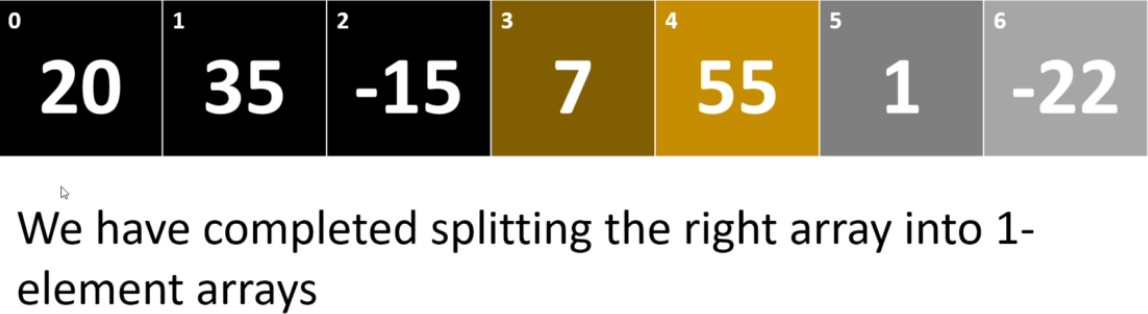 0 1 2 3 4 5 6
20 35 -15 7 55 1 -22
We have completed splitting the right array into 1-
element arrays